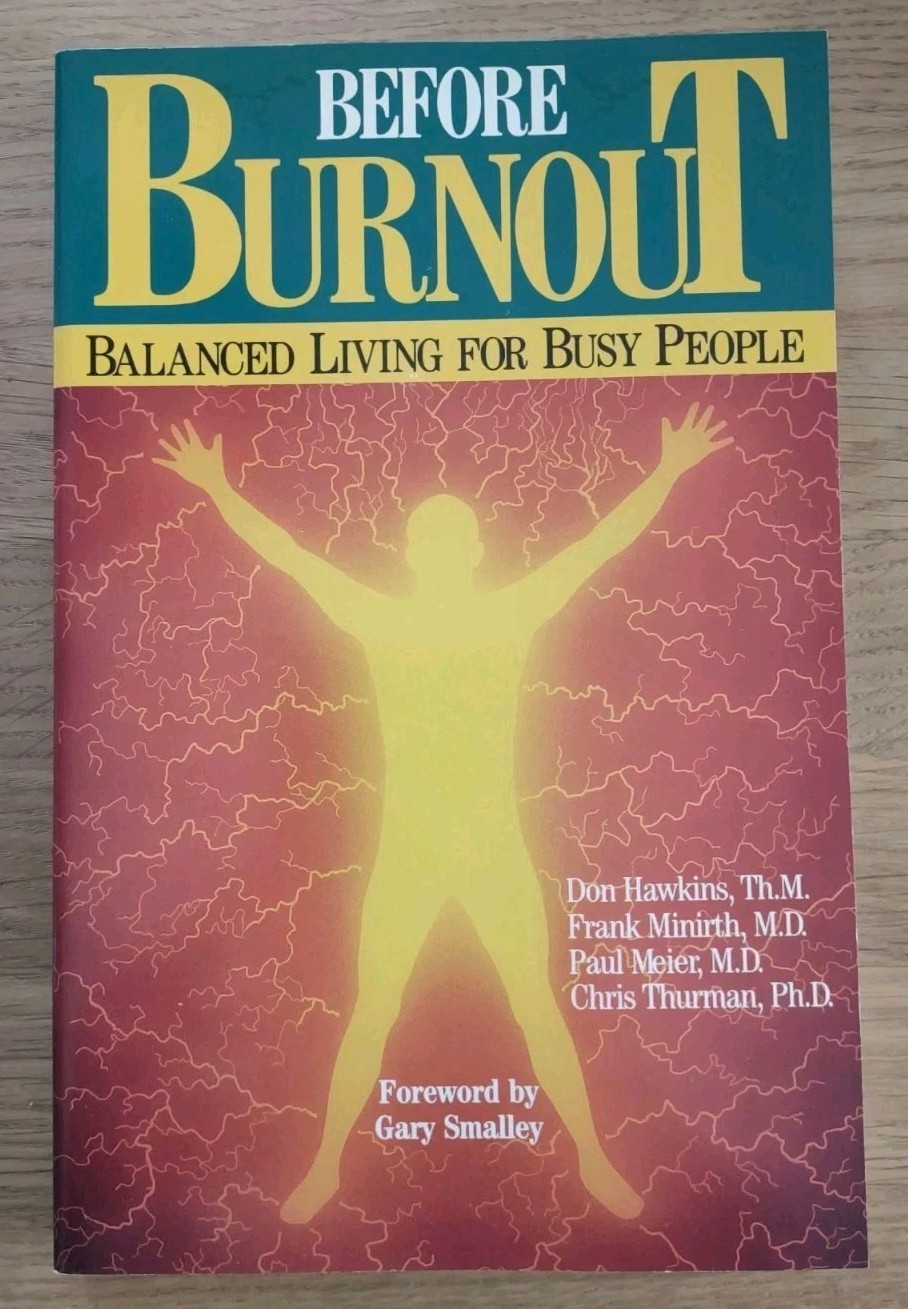 BEFORE
BURNOUT
BALANCED LIVING FOR BUSY PEOPLE
Don Hawkins, Th.M.
Frank Minirth, M.D.
Paul Meier, M.D.
Chris Thurman, Ph.D.
Foreword by
Gary Smalley